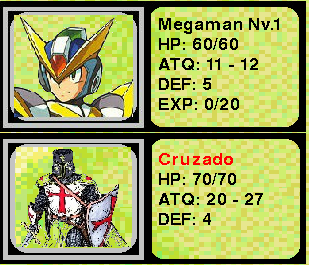 Megaman Nv.1
HP: 60/60
ATQ: 11 - 12
DEF: 5
EXP: 0/20
Cruzado
HP: 70/70
ATQ: 20 - 27
DEF: 4